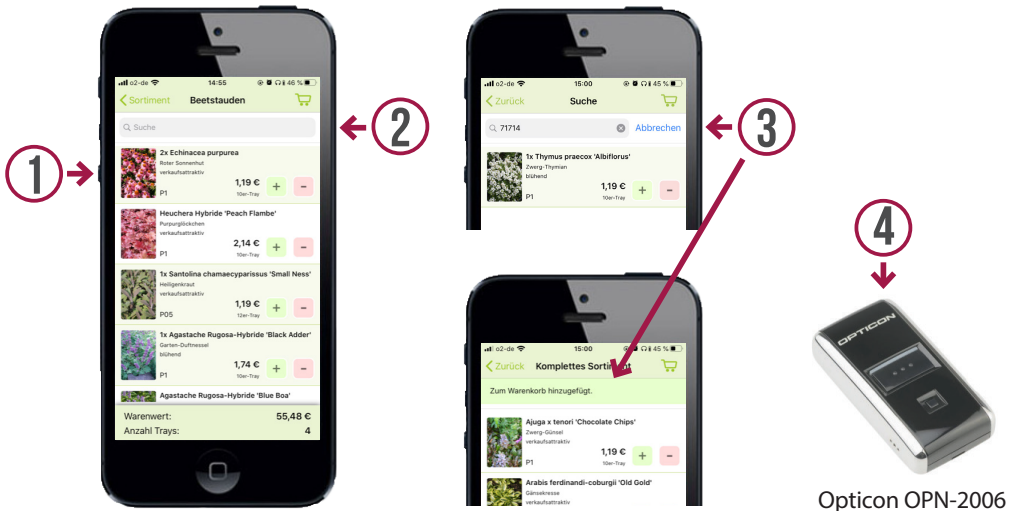 o2-de 14:55 46 %
Sortiment Beetstauden
Suche
2x Echinacea purpurea
Roter Sonnenhut
verkaufsattraktiv
1,19 € + -
P1 10er-Tray
Heuchera Hybride 'Peach Flambe'
Purpurglöckchen
verkaufsattraktiv
2,14 € + -
P1 10er-Tray
1x Santolina chamaecyparissus 'Small Ness'
Heiligenkraut
verkaufsattraktiv
1,19 € + -
P05 12er-Tray
1x Agastache Rugosa-Hybride 'Black Adder'
Garten-Duftnessel
blühend
1,74 € + -
P1 10er-Tray
Agastache Rugosa-Hybride 'Blue Boa'
Warenwert: 55,48 €
Anzahl Trays: 4
1
2
o2-de 15:00 45 %
Zurück Suche
71714 Abbrechen
1x Thymus praecox 'Albiflorus'
Zwerg-Thymian
blühend
1,19 € + -
P1 10er-Tray
3
o2-de 15:00 45 %
Zurück Komplettes Sortiment
Zum Warenkorb hinzugefügt.
Ajuga x tenori 'Chocolate Chips'
Zwerg-Günsel
verkaufsattraktiv
1,19 € + -
P1 10er-Tray
Arabis ferdinandi-coburgii 'Old Gold'
Gänsekresse
verkaufsattraktiv
4
OPTICON
Opticon OPN-2006